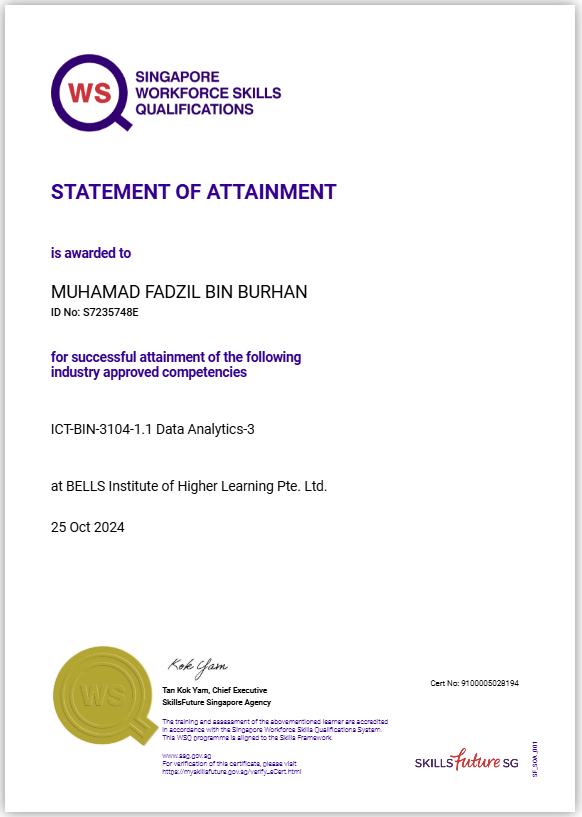 WSQ
SINGAPORE
WORKFORCE SKILLS
QUALIFICATIONS
STATEMENT OF ATTAINMENT
is awarded to
MUHAMAD FADZIL BIN BURHAN
ID No: S7235748E
for successful attainment of the following
industry approved competencies
ICT-BIN-3104-1.1 Data Analytics-3
at BELLS Institute of Higher Learning Pte. Ltd.
25 Oct 2024
WSQ
Kok Yam
Tan Kok Yam, Chief Executive
SkillsFuture Singapore Agency
Cert No: 9100005028194
The training and assessment of the abovementioned learner are accredited
in accordance with the Singapore Workforce Skills Qualifications System.
This WSQ programme is aligned to the Skills Framework.
www.ssg.gov.sg
For verification of this certificate, please visit
https://myskillsfuture.gov.sg/verify_eCert.html
SKILLSfuture SG
SF_SOA_001